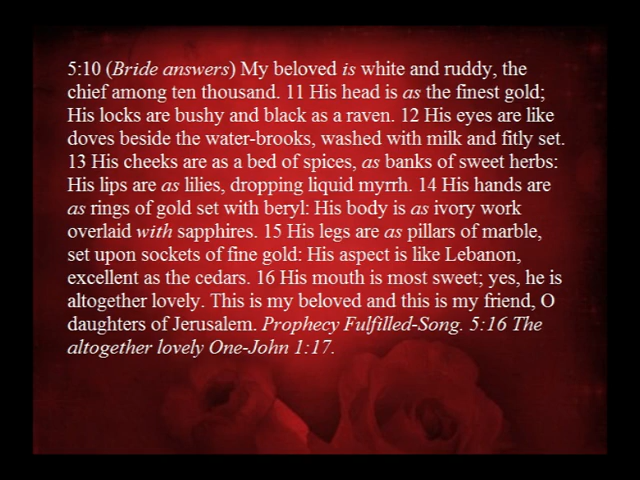 5:10 (Bride answers) My beloved is white and ruddy, the
chief among ten thousand. 11 His head is as the finest gold;
His locks are bushy and black as a raven. 12 His eyes are like
doves beside the water-brooks, washed with milk and fitly set.
13 His cheeks are as a bed of spices, as banks of sweet herbs:
His lips are as lilies, dropping liquid myrrh. 14 His hands are
as rings of gold set with beryl: His body is as ivory work
overlaid with sapphires. 15 His legs are as pillars of marble,
set upon sockets of fine gold: His aspect is like Lebanon,
excellent as the cedars. 16 His mouth is most sweet; yes, he is
altogether lovely. This is my beloved and this is my friend, O
daughters of Jerusalem. Prophecy Fulfilled-Song. 5:16 The
altogether lovely One-John 1:17.